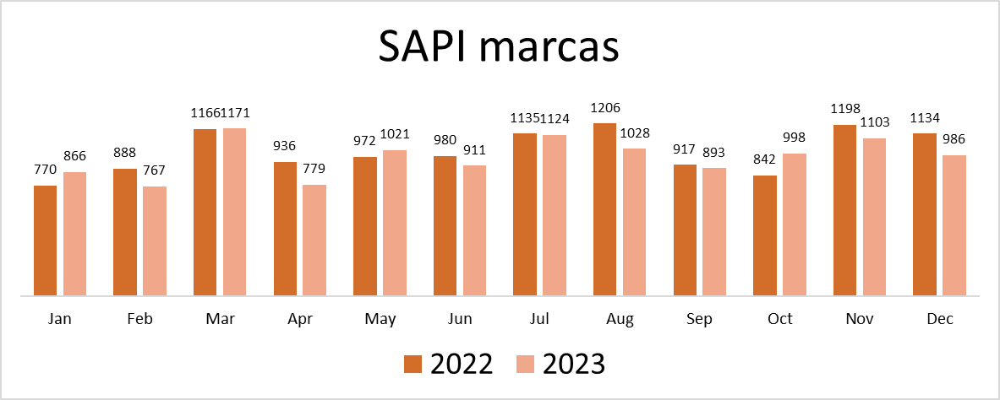 SAPI marcas
770 866 888 767 1166 1171 936 779 972 1021 980 911 1135 1124 1206 1028 917 893 842 998 1198 1103 1134 986
Jan Feb Mar Apr May Jun Jul Aug Sep Oct Nov Dec
2022 2023